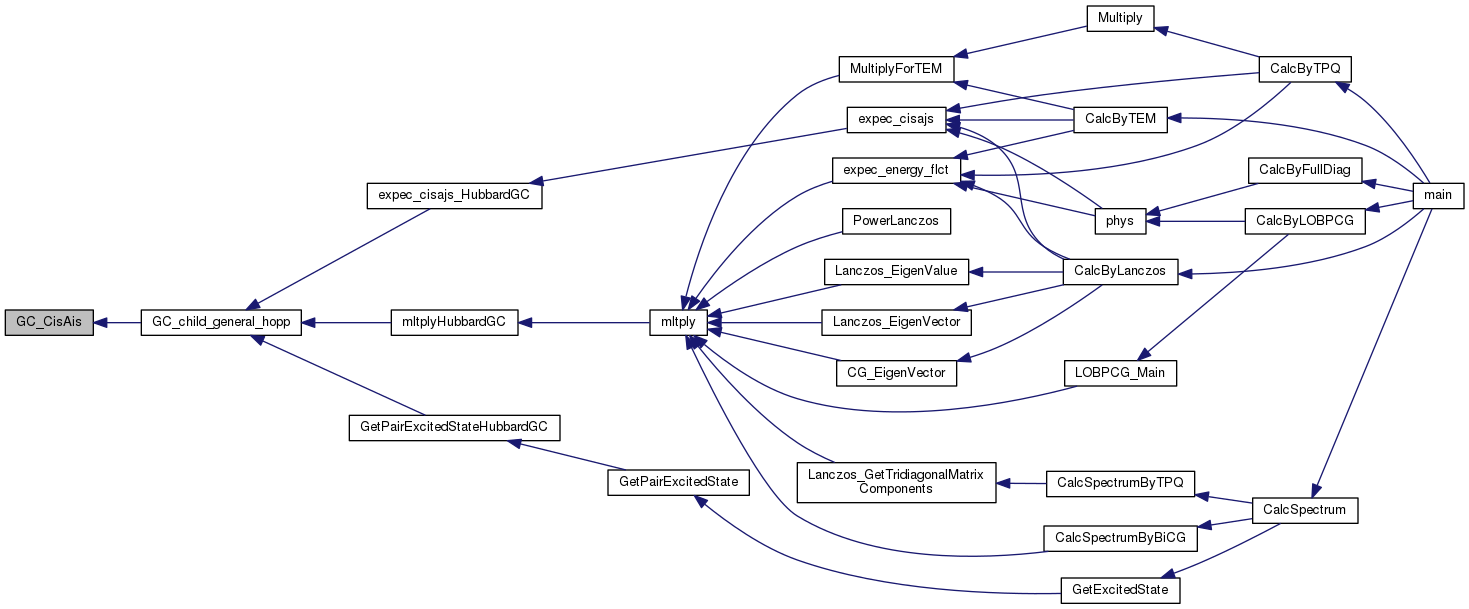 Multiply
MultiplyForTEM
CalcByTPQ
expec_cisajs
CalcByTEM
expec_energy_flct
CalcByFullDiag
expec_cisajs_HubbardGC
main
PowerLanczos
phys
CalcByLOBPCG
Lanczos_EigenValue
CalcByLanczos
GC_CisAis
GC_child_general_hopp
mltplyHubbardGC
mltply
Lanczos_EigenVector
CG_EigenVector
LOBPCG_Main
GetPairExcitedStateHubbardGC
GetPairExcitedState
Lanczos_GetTridiagonalMatrix
Components
CalcSpectrumByTPQ
CalcSpectrum
CalcSpectrumByBiCG
GetExcitedState